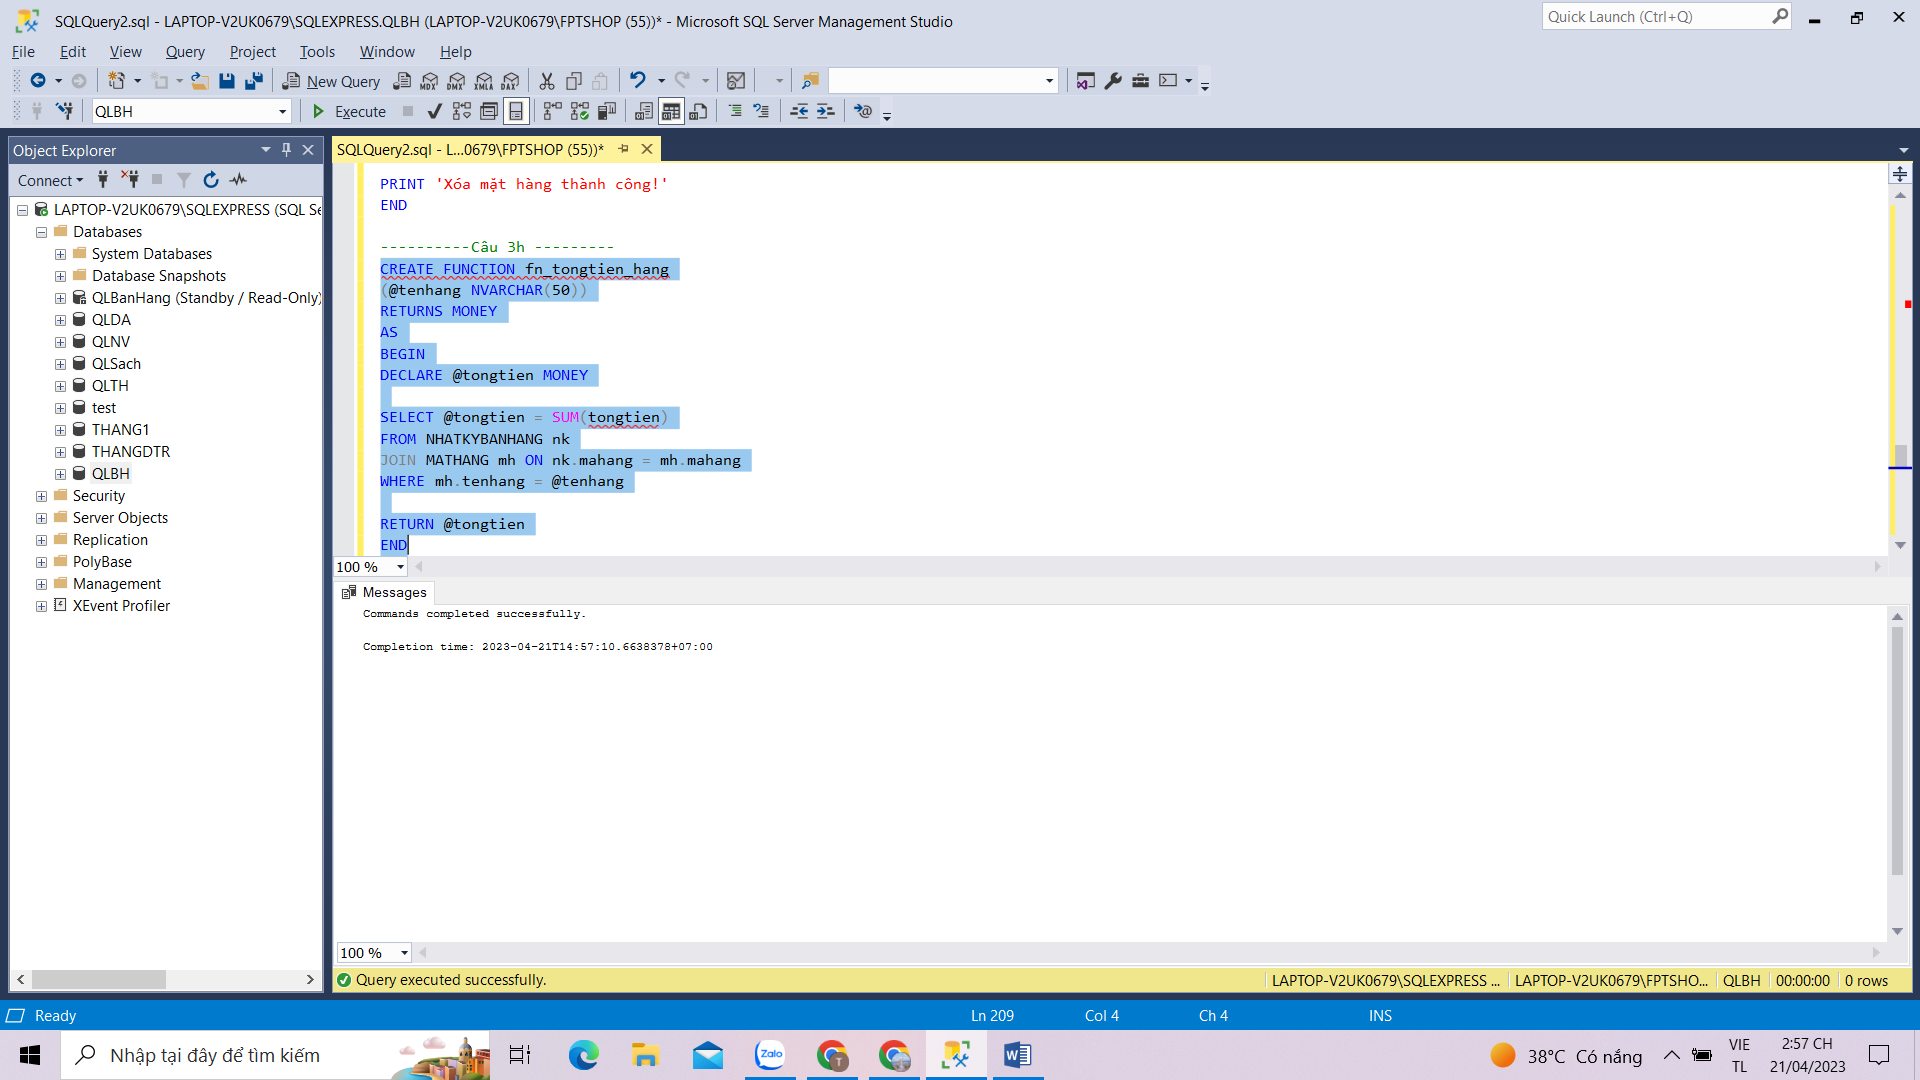 SQLQuery2.sql - LAPTOP-V2UK0679\SQLEXPRESS.QLBH (LAPTOP-V2UK0679\FPTSHOP (55))* - Microsoft SQL Server Management Studio
Quick Launch (Ctrl+Q)
File Edit View Query Project Tools Window Help
New Query
MDX DMX XMLA DAX
QLBH
Execute
Object Explorer
SQLQuery2.sql - L...0679\FPTSHOP (55))*
Connect
LAPTOP-V2UK0679\SQLEXPRESS (SQL Se
Databases
System Databases
Database Snapshots
QLBanHang (Standby / Read-Only)
QLDA
QLNV
QLSach
QLTH
test
THANG1
THANGDTR
QLBH
Security
Server Objects
Replication
PolyBase
Management
XEvent Profiler
PRINT 'Xóa mặt hàng thành công!'
END
----------Câu 3h ---------
CREATE FUNCTION fn_tongtien_hang
(@tenhang NVARCHAR(50))
RETURNS MONEY
AS
BEGIN
DECLARE @tongtien MONEY
SELECT @tongtien = SUM(tongtien)
FROM NHATKYBANHANG nk
JOIN MATHANG mh ON nk.mahang = mh.mahang
WHERE mh.tenhang = @tenhang
RETURN @tongtien
END
100 %
Messages
Commands completed successfully.
Completion time: 2023-04-21T14:57:10.6638378+07:00
100 %
Query executed successfully.
LAPTOP-V2UK0679\SQLEXPRESS ...
LAPTOP-V2UK0679\FPTSHO...
QLBH
00:00:00
0 rows
Ready
Ln 209
Col 4
Ch 4
INS
Nhập tại đây để tìm kiếm
Zalo
T
38°C Có nắng
VIE
TL
2:57 CH
21/04/2023